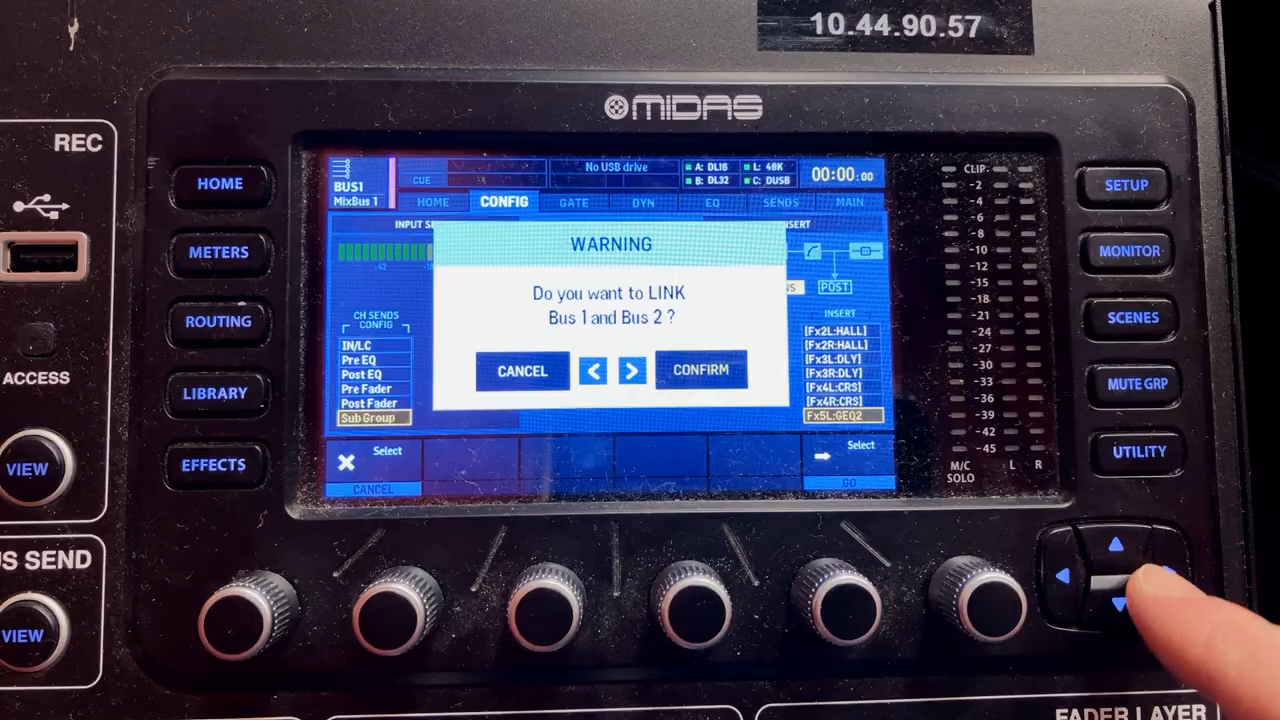 10.44.90.57
MIDAS
REC
ACCESS
VIEW
US SEND
VIEW
HOME
METERS
ROUTING
LIBRARY
EFFECTS
BUS1
MixBus 1
CUE
No USB drive
A: DL16
B: DL32
L: 48K
C: DUSB
00:00:00
HOME
CONFIG
GATE
DYN
EQ
SENDS
MAIN
INPUT S
-42
CH SENDS
CONFIG
IN/LC
Pre EQ
Post EQ
Pre Fader
Post Fader
Sub Group
WARNING
Do you want to LINK
Bus 1 and Bus 2 ?
CANCEL
<
>
CONFIRM
SERT
NS
POST
INSERT
[Fx2L:HALL]
[Fx2R:HALL]
[Fx3L:DLY]
[Fx3R:DLY]
[Fx4L:CRS]
[Fx4R:CRS]
Fx5L:GEQ2
Select
CANCEL
Select
GO
CLIP
-2
-4
-6
-8
-10
-12
-15
-18
-21
-24
-27
-30
-33
-36
-39
-42
-45
M/C
SOLO
L R
SETUP
MONITOR
SCENES
MUTE GRP
UTILITY
FADER LAYER